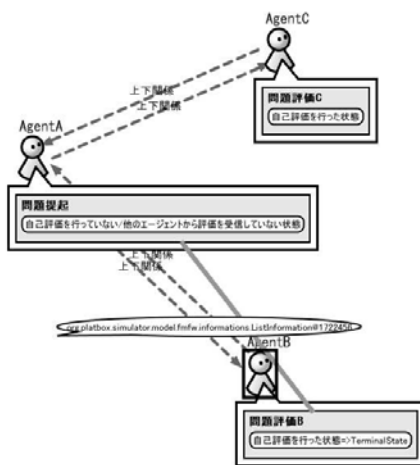 AgentC
上下関係
上下関係
問題評価C
自己評価を行った状態
AgentA
問題提起
自己評価を行っていない/他のエージェントから評価を受信していない状態
上下関係
上下関係
org.platbox.simulator.model.fmfw.informations.ListInformation@1722456
AgentB
問題評価B
自己評価を行った状態=>TerminalState